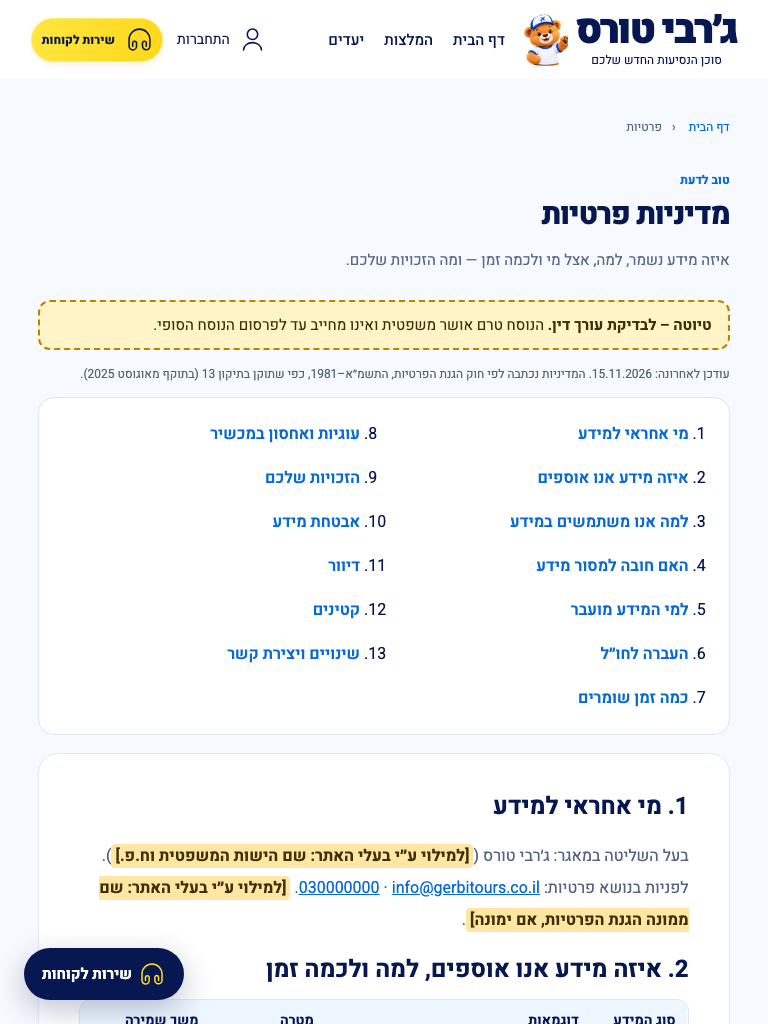 ג׳רבי טורס
סוכן הנסיעות החדש שלכם
דף הבית
המלצות
יעדים
התחברות
שירות לקוחות
דף הבית ‹ פרטיות
טוב לדעת
מדיניות פרטיות
איזה מידע נשמר, למה, אצל מי ולכמה זמן — ומה הזכויות שלכם.
טיוטה – לבדיקת עורך דין. הנוסח טרם אושר משפטית ואינו מחייב עד לפרסום הנוסח הסופי.
עודכן לאחרונה: 15.11.2026. המדיניות נכתבה לפי חוק הגנת הפרטיות, התשמ״א–1981, כפי שתוקן בתיקון 13 (בתוקף מאוגוסט 2025).
1. מי אחראי למידע
2. איזה מידע אנו אוספים
3. למה אנו משתמשים במידע
4. האם חובה למסור מידע
5. למי המידע מועבר
6. העברה לחו״ל
7. כמה זמן שומרים
8. עוגיות ואחסון במכשיר
9. הזכויות שלכם
10. אבטחת מידע
11. דיוור
12. קטינים
13. שינויים ויצירת קשר
1. מי אחראי למידע
בעל השליטה במאגר: ג׳רבי טורס ([למילוי ע״י בעלי האתר: שם הישות המשפטית וח.פ.]).
לפניות בנושא פרטיות: info@gerbitours.co.il · 030000000. [למילוי ע״י בעלי האתר: שם
ממונה הגנת הפרטיות, אם ימונה].
2. איזה מידע אנו אוספים, למה ולכמה זמן
סוג המידע
דוגמאות
מטרה
משך שמירה
שירות לקוחות